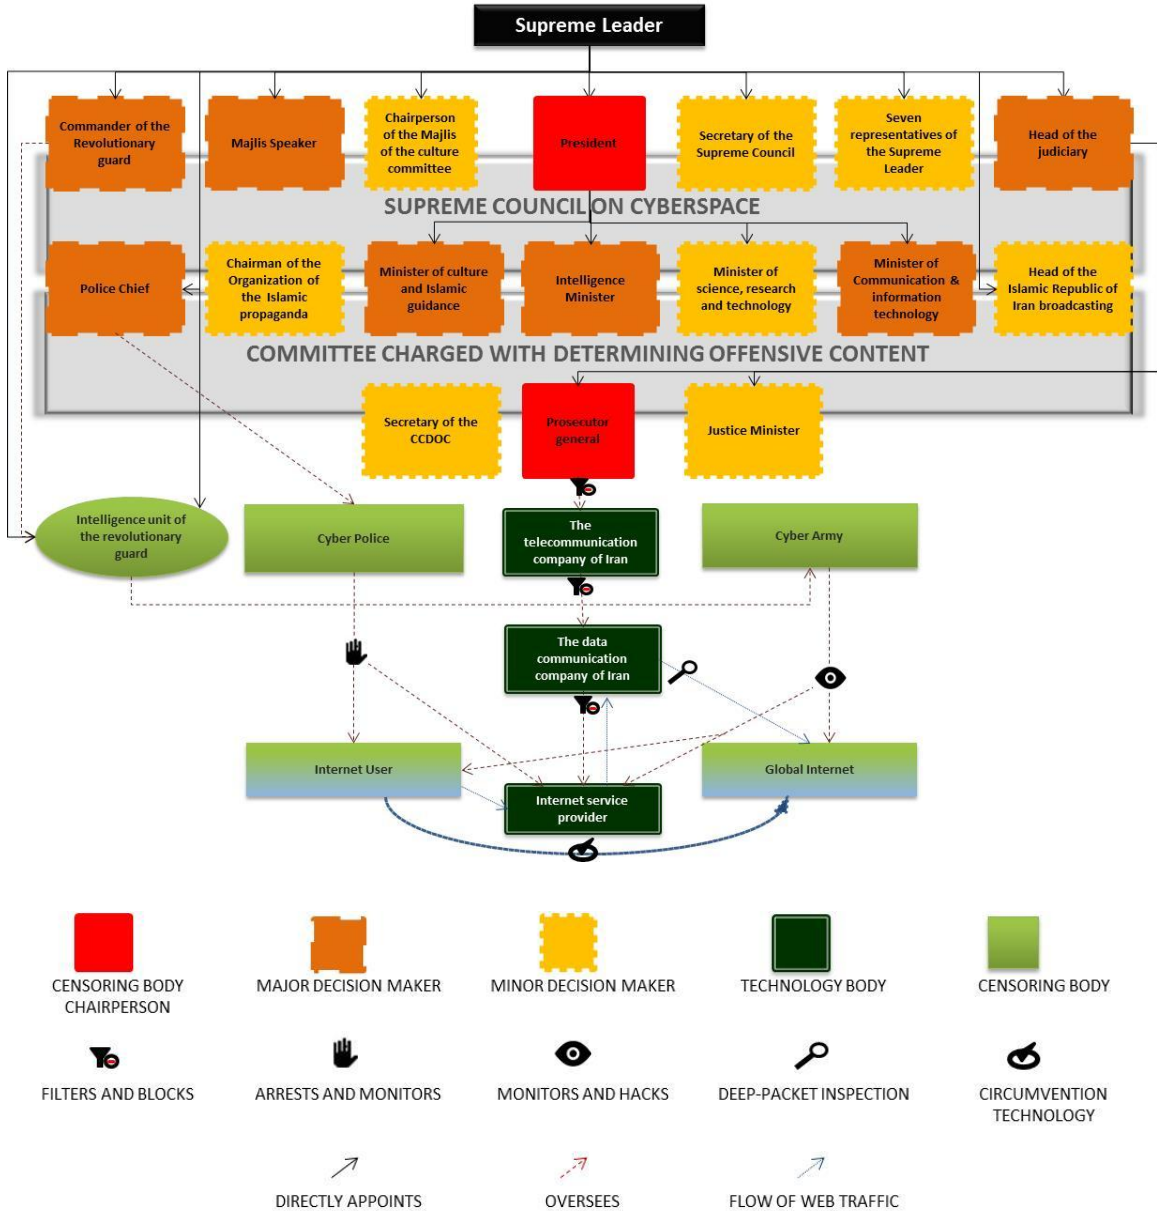 Supreme Leader
Commander of the
Revolutionary
guard
Majlis Speaker
Chairperson
of the Majlis
of the culture
committee
President
Secretary of the
Supreme Council
Seven
representatives of
the Supreme
Leader
Head of the
judiciary
SUPREME COUNCIL ON CYBERSPACE
Police Chief
Chairman of the
Organization of
the Islamic
propaganda
Minister of culture
and Islamic
guidance
Intelligence
Minister
Minister of
science, research
and technology
Minister of
Communication &
information
technology
Head of the
Islamic Republic of
Iran broadcasting
COMMITTEE CHARGED WITH DETERMINING OFFENSIVE CONTENT
Secretary of the
CCDOC
Prosecutor
general
Justice Minister
Intelligence unit of
the revolutionary
guard
Cyber Police
The
telecommunication
company of Iran
Cyber Army
The data
communication
company of Iran
Internet User
Global Internet
Internet service
provider
CENSORING BODY
CHAIRPERSON
MAJOR DECISION MAKER
MINOR DECISION MAKER
TECHNOLOGY BODY
CENSORING BODY
FILTERS AND BLOCKS
ARRESTS AND MONITORS
MONITORS AND HACKS
DEEP-PACKET INSPECTION
CIRCUMVENTION
TECHNOLOGY
DIRECTLY APPOINTS
OVERSEES
FLOW OF WEB TRAFFIC